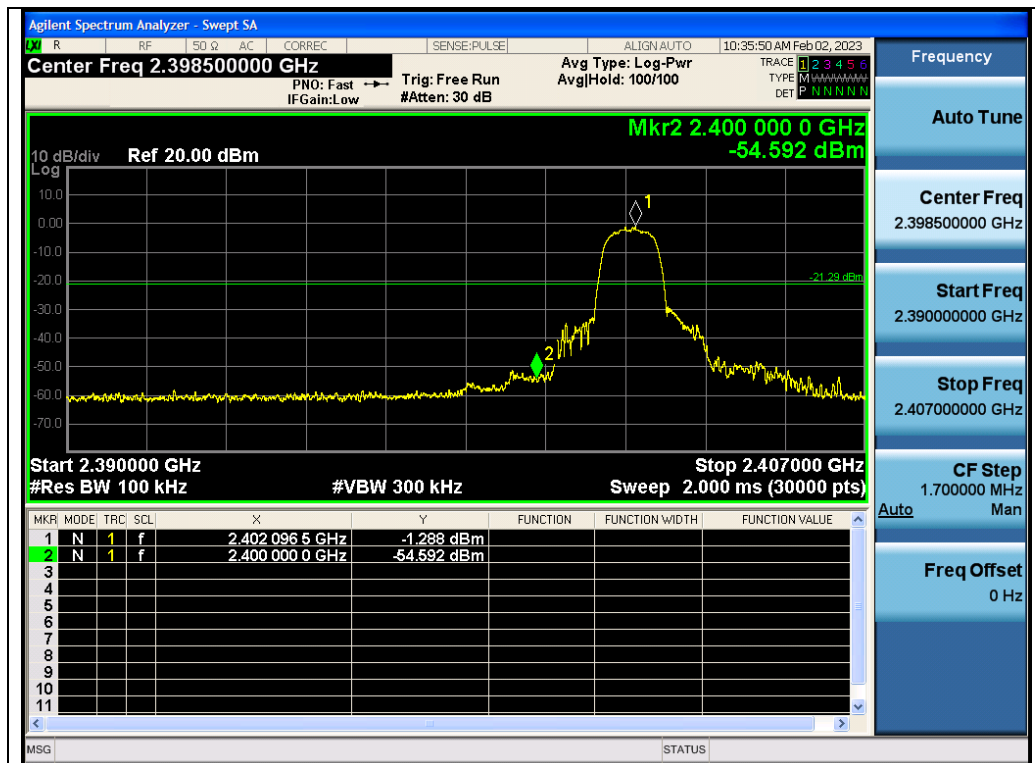 Agilent Spectrum Analyzer - Swept SA
LXI R RF 50 Ω AC CORREC SENSE:PULSE ALIGN AUTO 10:35:50 AM Feb 02, 2023
Center Freq 2.398500000 GHz
PNO: Fast
IFGain:Low
Trig: Free Run
#Atten: 30 dB
Avg Type: Log-Pwr
Avg|Hold: 100/100
TRACE 1 2 3 4 5 6
TYPE M WWWWW
DET P N N N N N
Mkr2 2.400 000 0 GHz
-54.592 dBm
10 dB/div Ref 20.00 dBm
Log
10.0
0.00
-10.0
-20.0
-30.0
-40.0
-50.0
-60.0
-70.0
1
-21.29 dBm
2
Start 2.390000 GHz Stop 2.407000 GHz
#Res BW 100 kHz #VBW 300 kHz Sweep 2.000 ms (30000 pts)
MKR MODE TRC SCL X Y FUNCTION FUNCTION WIDTH FUNCTION VALUE
1 N 1 f 2.402 096 5 GHz -1.288 dBm
2 N 1 f 2.400 000 0 GHz -54.592 dBm
3
4
5
6
7
8
9
10
11
MSG STATUS
Frequency
Auto Tune
Center Freq
2.398500000 GHz
Start Freq
2.390000000 GHz
Stop Freq
2.407000000 GHz
CF Step
1.700000 MHz
Auto Man
Freq Offset
0 Hz